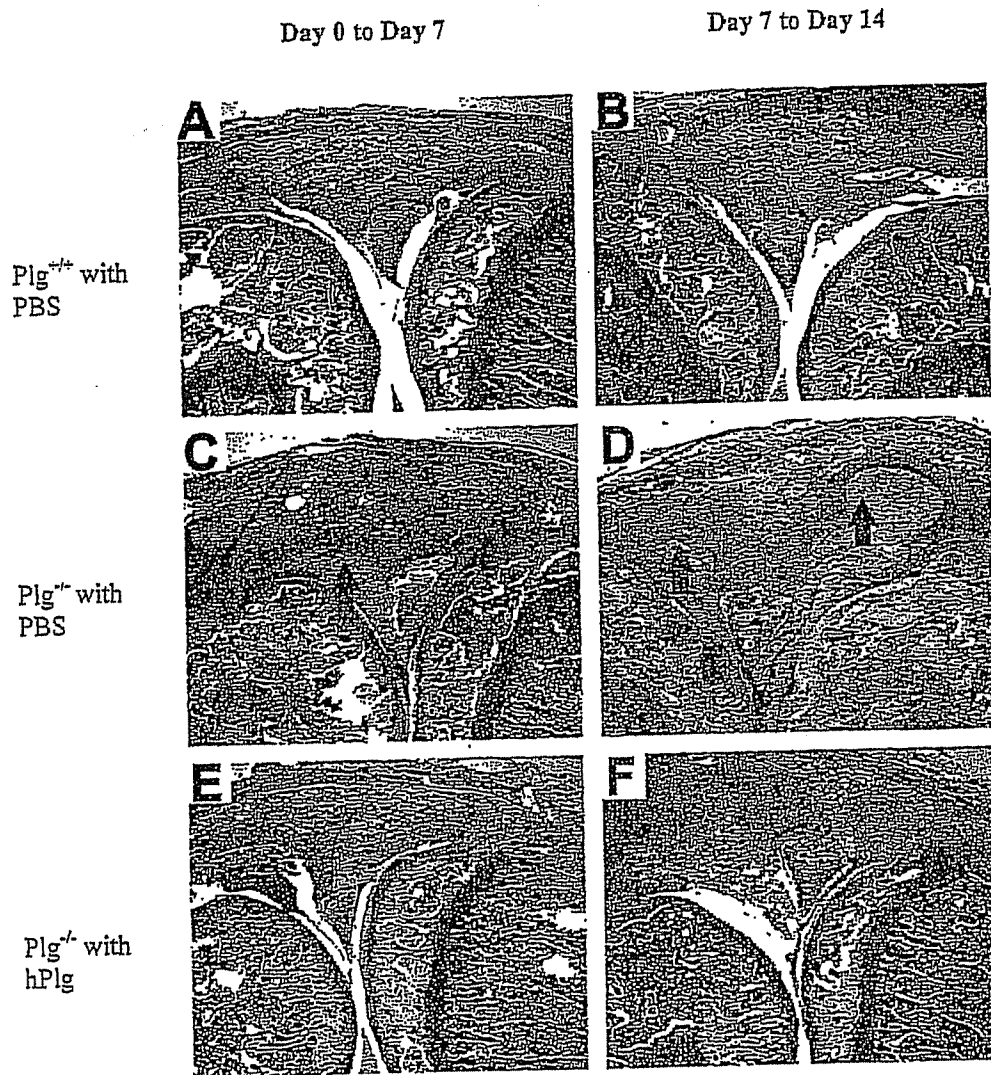 Day 0 to Day 7
Day 7 to Day 14
A
B
Plg+/+ with
PBS
C
D
Plg-/- with
PBS
E
F
Plg-/- with
hPlg